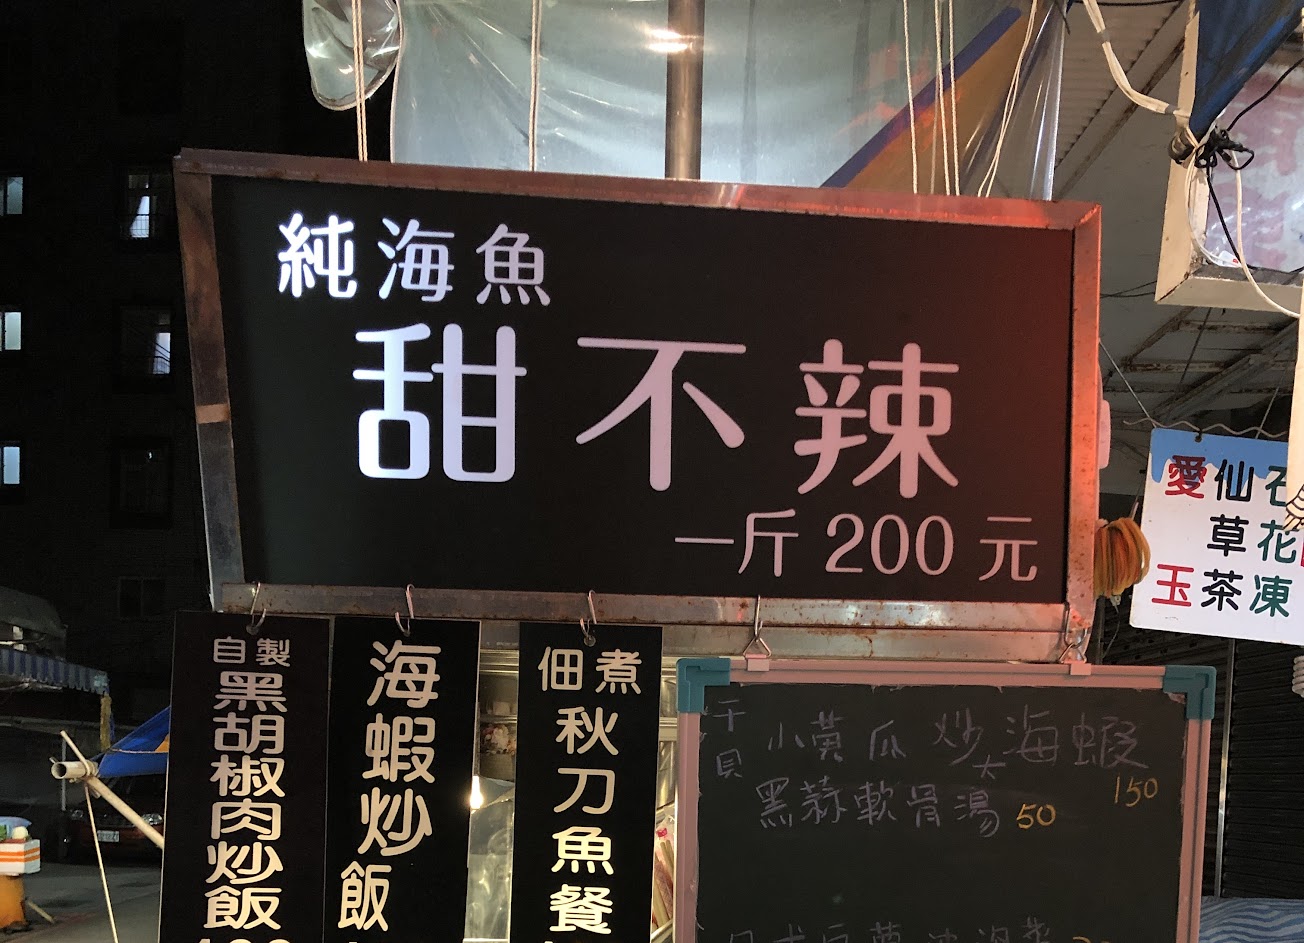 純海魚
甜不辣
一斤 200 元
愛仙石
草花
玉茶凍
自製
黑胡椒肉炒飯
海蝦炒飯
佃煮
秋刀魚餐
干貝 小黃瓜 炒大海蝦
150
黑蒜軟骨湯 50